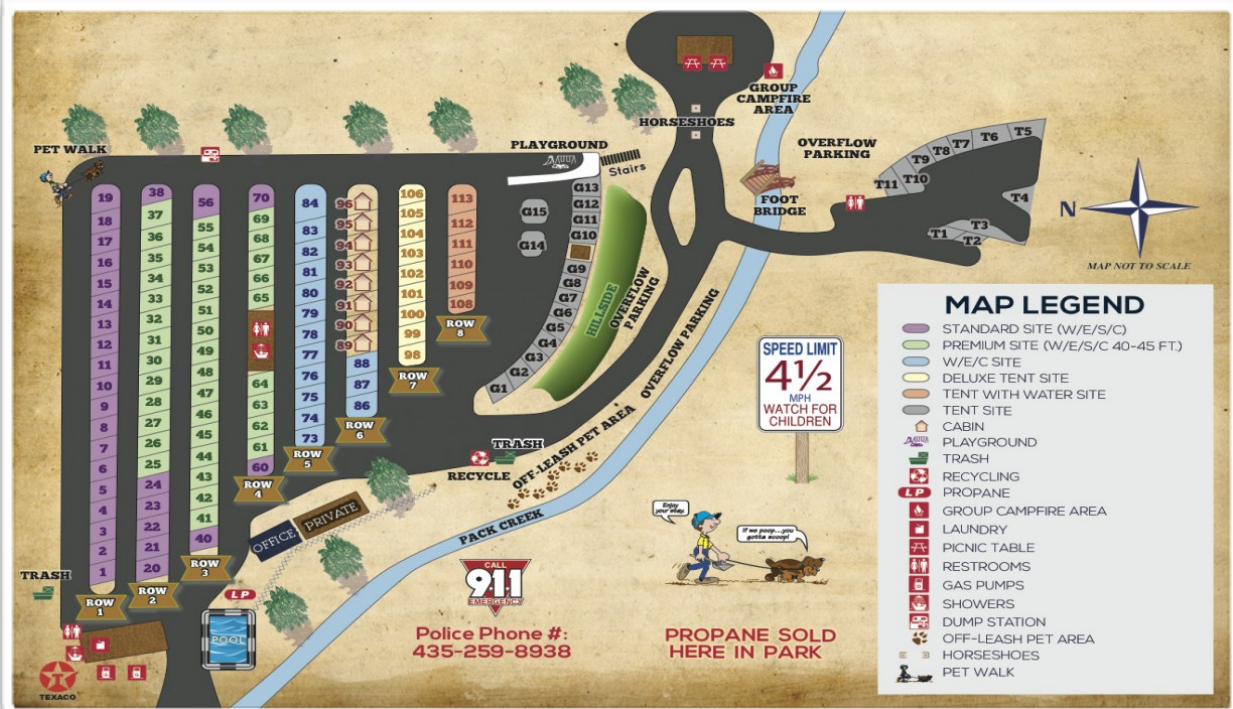 PET WALK
PLAYGROUND
Stairs
HORSESHOES
GROUP
CAMPFIRE
AREA
OVERFLOW
PARKING
FOOT
BRIDGE
T11
T10
T9
T8
T7
T6
T5
T4
T3
T2
T1
N
MAP NOT TO SCALE
19
18
17
16
15
14
13
12
11
10
9
8
7
6
5
4
3
2
1
ROW
1
38
37
36
35
34
33
32
31
30
29
28
27
26
25
24
23
22
21
20
ROW
2
56
55
54
53
52
51
50
49
48
47
46
45
44
43
42
41
40
ROW
3
70
69
68
67
66
65
64
63
62
61
60
ROW
4
84
83
82
81
80
79
78
77
76
75
74
73
ROW
5
96
95
94
93
92
91
90
89
88
87
86
ROW
6
106
105
104
103
102
101
100
99
98
ROW
7
113
112
111
110
109
108
ROW
8
G15
G14
G13
G12
G11
G10
G9
G8
G7
G6
G5
G4
G3
G2
G1
HILLSIDE
OVERFLOW
PARKING
OVERFLOW PARKING
OFF-LEASH PET AREA
PACK CREEK
TRASH
RECYCLE
OFFICE
PRIVATE
TRASH
LP
POOL
TEXACO
CALL
911
EMERGENCY
Police Phone #:
435-259-8938
PROPANE SOLD
HERE IN PARK
Enjoy
your stay.
If we poop...you
gotta scoop!
SPEED LIMIT
4½
MPH
WATCH FOR
CHILDREN
MAP LEGEND
STANDARD SITE (W/E/S/C)
PREMIUM SITE (W/E/S/C 40-45 FT.)
W/E/C SITE
DELUXE TENT SITE
TENT WITH WATER SITE
TENT SITE
CABIN
PLAYGROUND
TRASH
RECYCLING
LP PROPANE
GROUP CAMPFIRE AREA
LAUNDRY
PICNIC TABLE
RESTROOMS
GAS PUMPS
SHOWERS
DUMP STATION
OFF-LEASH PET AREA
HORSESHOES
PET WALK